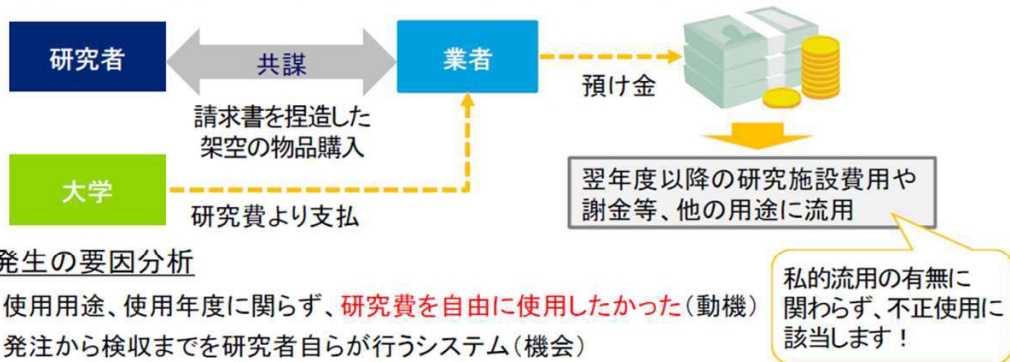 研究者
共謀
業者
預け金
請求書を捏造した
架空の物品購入
大学
研究費より支払
翌年度以降の研究施設費用や
謝金等、他の用途に流用
発生の要因分析
使用用途、使用年度に関らず、研究費を自由に使用したかった(動機)
発注から検収までを研究者自らが行うシステム(機会)
私的流用の有無に
関わらず、不正使用に
該当します！